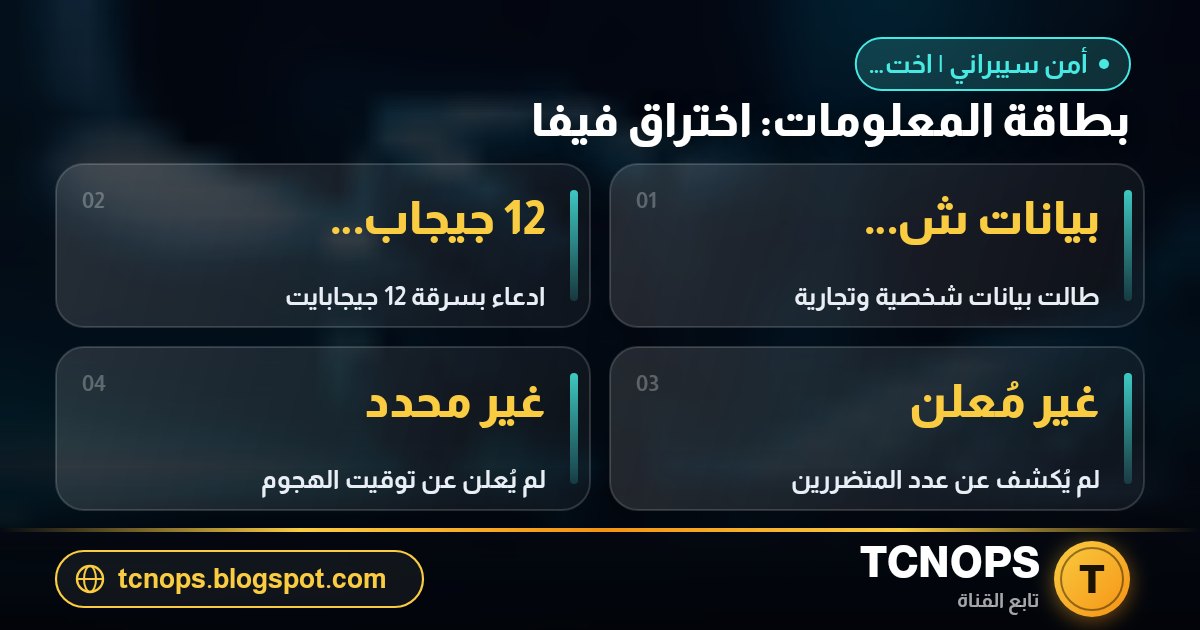 أمن سيبراني | اخت...
بطاقة المعلومات: اختراق فيفا
01
بيانات ش...
طالت بيانات شخصية وتجارية
02
12 جيجاب...
ادعاء بسرقة 12 جيجابايت
03
غير مُعلن
لم يُكشف عن عدد المتضررين
04
غير محدد
لم يُعلن عن توقيت الهجوم
T
TCNOPS
تابع القناة
tcnops.blogspot.com